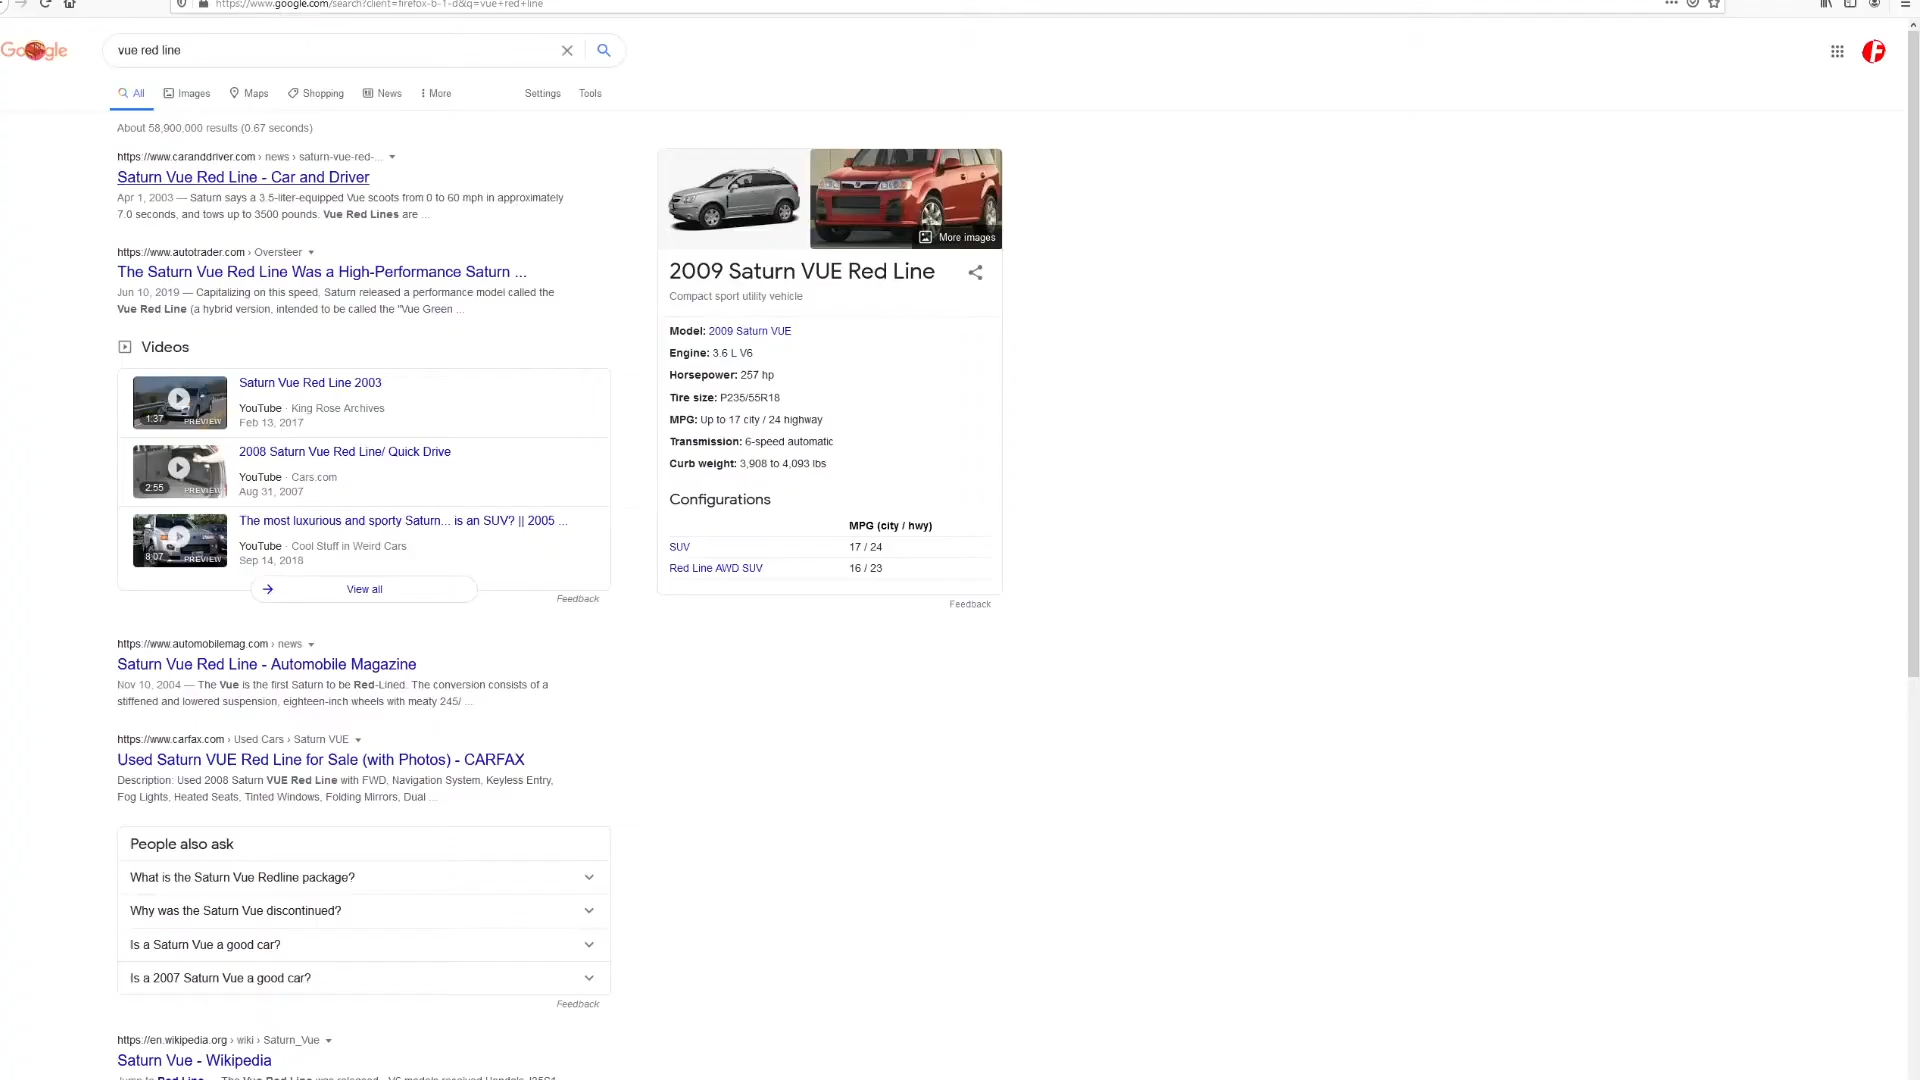 https://www.google.com/search?client=firefox-b-1-d&q=vue+red+line
Google
vue red line
All
Images
Maps
Shopping
News
More
Settings
Tools
About 58,900,000 results (0.67 seconds)
https://www.caranddriver.com › news › saturn-vue-red-...
Saturn Vue Red Line - Car and Driver
Apr 1, 2003 — Saturn says a 3.5-liter-equipped Vue scoots from 0 to 60 mph in approximately
7.0 seconds, and tows up to 3500 pounds. Vue Red Lines are ...
https://www.autotrader.com › Oversteer
The Saturn Vue Red Line Was a High-Performance Saturn ...
Jun 10, 2019 — Capitalizing on this speed, Saturn released a performance model called the
Vue Red Line (a hybrid version, intended to be called the "Vue Green ...
Videos
Saturn Vue Red Line 2003
YouTube · King Rose Archives
Feb 13, 2017
1:37
PREVIEW
2008 Saturn Vue Red Line/ Quick Drive
YouTube · Cars.com
Aug 31, 2007
2:55
PREVIEW
The most luxurious and sporty Saturn... is an SUV? || 2005 ...
YouTube · Cool Stuff in Weird Cars
Sep 14, 2018
8:07
PREVIEW
View all
Feedback
https://www.automobilemag.com › news
Saturn Vue Red Line - Automobile Magazine
Nov 10, 2004 — The Vue is the first Saturn to be Red-Lined. The conversion consists of a
stiffened and lowered suspension, eighteen-inch wheels with meaty 245/ ...
https://www.carfax.com › Used Cars › Saturn VUE
Used Saturn VUE Red Line for Sale (with Photos) - CARFAX
Description: Used 2008 Saturn VUE Red Line with FWD, Navigation System, Keyless Entry,
Fog Lights, Heated Seats, Tinted Windows, Folding Mirrors, Dual ...
People also ask
What is the Saturn Vue Redline package?
Why was the Saturn Vue discontinued?
Is a Saturn Vue a good car?
Is a 2007 Saturn Vue a good car?
Feedback
https://en.wikipedia.org › wiki › Saturn_Vue
Saturn Vue - Wikipedia
More images
2009 Saturn VUE Red Line
Compact sport utility vehicle
Model: 2009 Saturn VUE
Engine: 3.6 L V6
Horsepower: 257 hp
Tire size: P235/55R18
MPG: Up to 17 city / 24 highway
Transmission: 6-speed automatic
Curb weight: 3,908 to 4,093 lbs
Configurations
MPG (city / hwy)
SUV 17 / 24
Red Line AWD SUV 16 / 23
Feedback